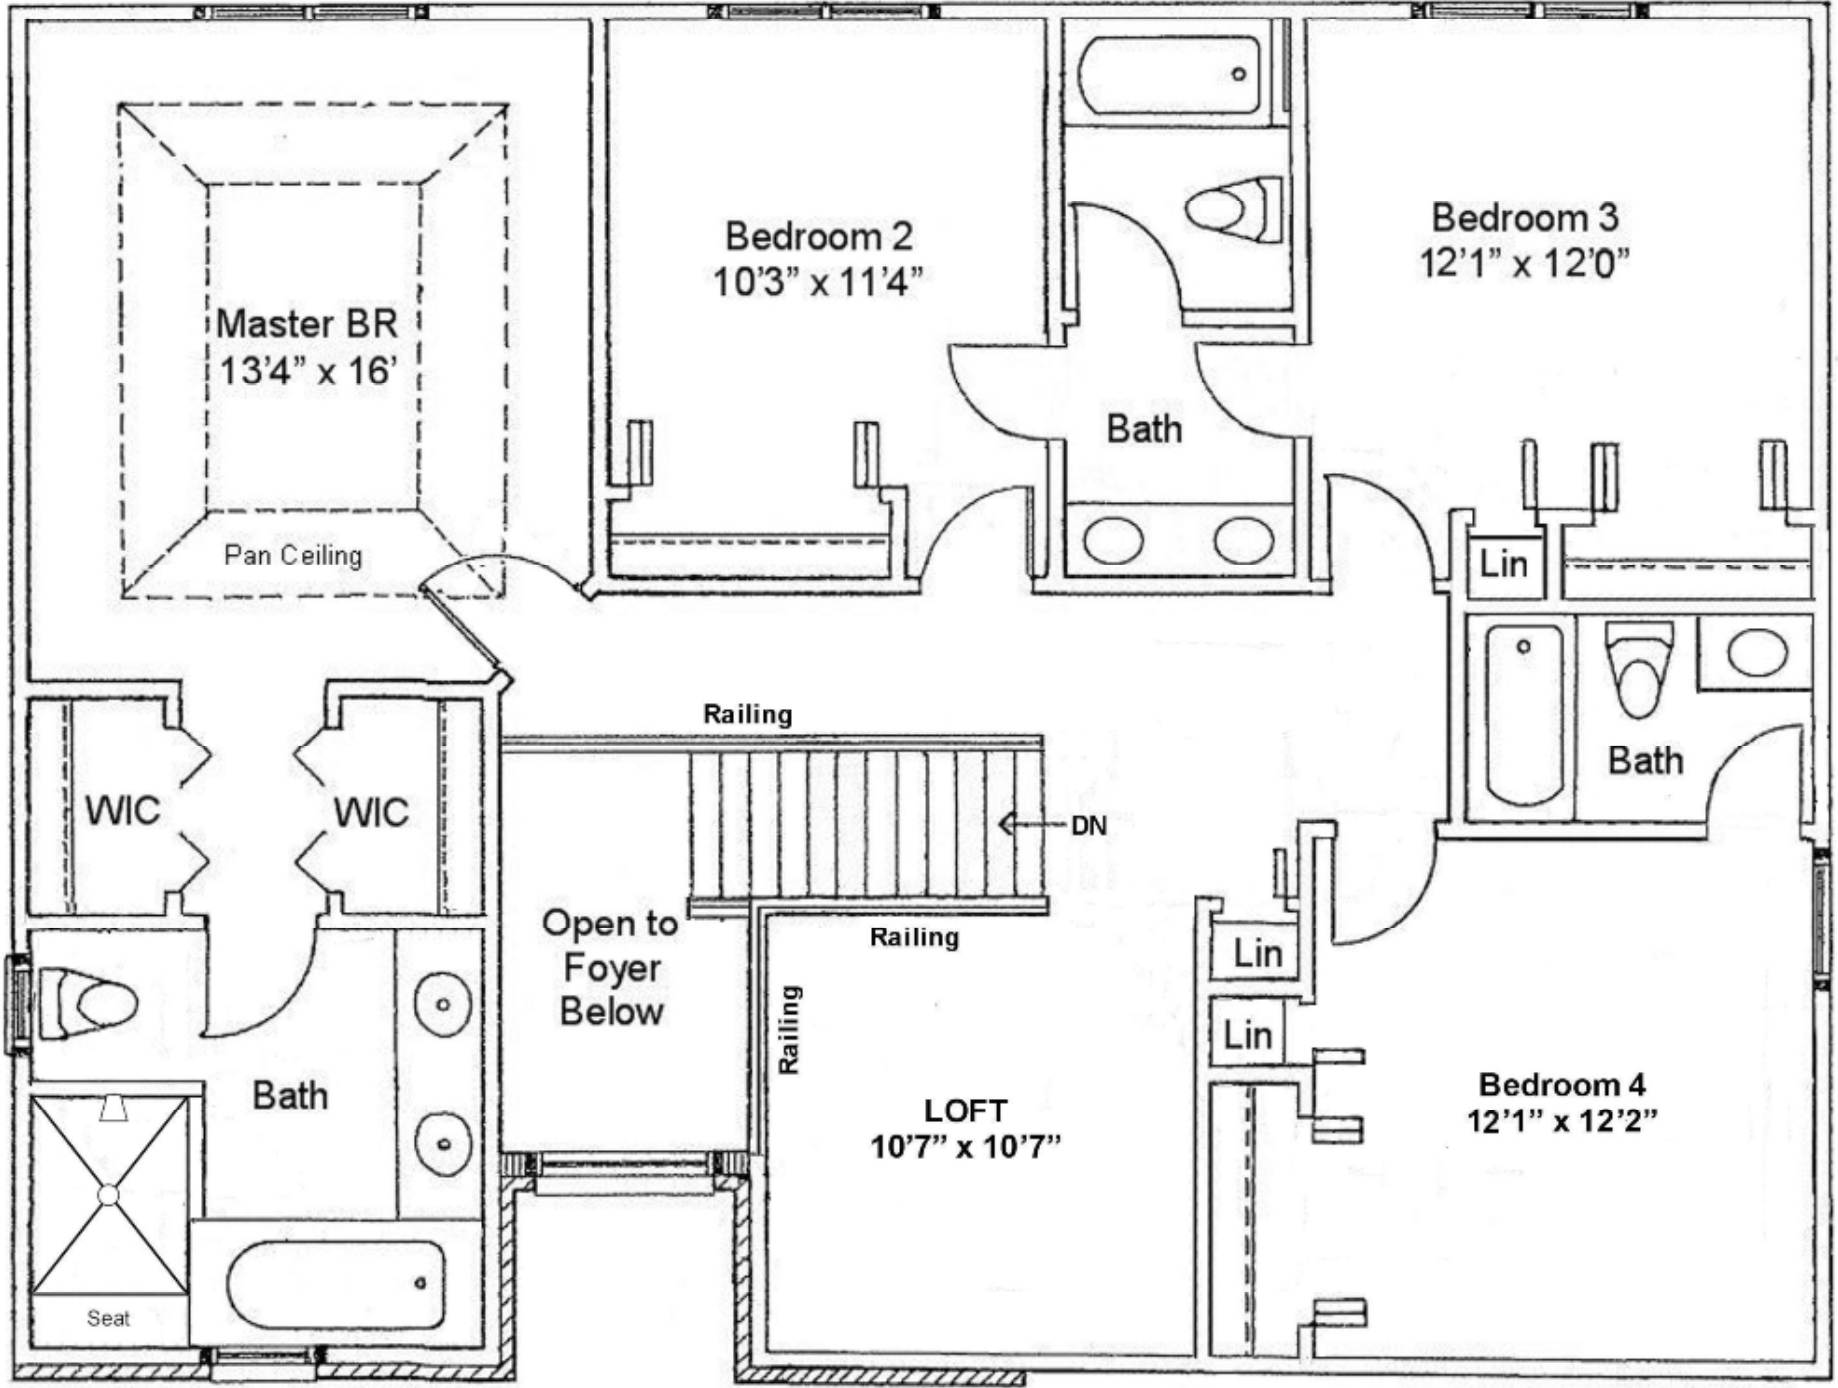 Master BR
13'4” x 16'
Pan Ceiling
Bedroom 2
10'3” x 11'4”
Bath
Bedroom 3
12'1” x 12'0”
Lin
Bath
Railing
WIC
WIC
DN
Open to
Foyer
Below
Railing
Railing
Lin
Lin
Bath
LOFT
10'7” x 10'7”
Bedroom 4
12'1” x 12'2”
Seat